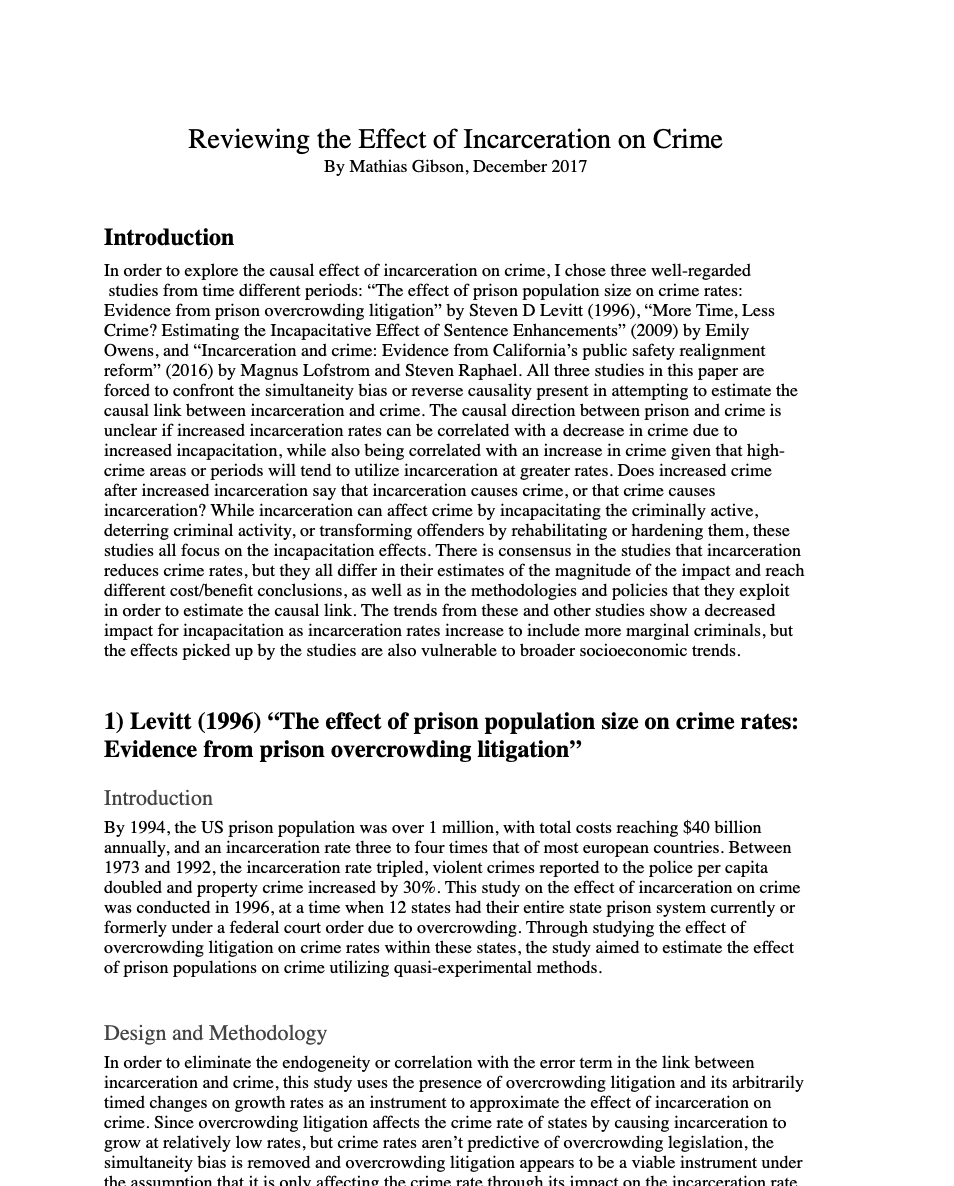 Reviewing the Effect of Incarceration on Crime
By Mathias Gibson, December 2017
Introduction
In order to explore the causal effect of incarceration on crime, I chose three well-regarded
studies from time different periods: “The effect of prison population size on crime rates:
Evidence from prison overcrowding litigation” by Steven D Levitt (1996), “More Time, Less
Crime? Estimating the Incapacitative Effect of Sentence Enhancements” (2009) by Emily
Owens, and “Incarceration and crime: Evidence from California’s public safety realignment
reform” (2016) by Magnus Lofstrom and Steven Raphael. All three studies in this paper are
forced to confront the simultaneity bias or reverse causality present in attempting to estimate the
causal link between incarceration and crime. The causal direction between prison and crime is
unclear if increased incarceration rates can be correlated with a decrease in crime due to
increased incapacitation, while also being correlated with an increase in crime given that high-
crime areas or periods will tend to utilize incarceration at greater rates. Does increased crime
after increased incarceration say that incarceration causes crime, or that crime causes
incarceration? While incarceration can affect crime by incapacitating the criminally active,
deterring criminal activity, or transforming offenders by rehabilitating or hardening them, these
studies all focus on the incapacitation effects. There is consensus in the studies that incarceration
reduces crime rates, but they all differ in their estimates of the magnitude of the impact and reach
different cost/benefit conclusions, as well as in the methodologies and policies that they exploit
in order to estimate the causal link. The trends from these and other studies show a decreased
impact for incapacitation as incarceration rates increase to include more marginal criminals, but
the effects picked up by the studies are also vulnerable to broader socioeconomic trends.
1) Levitt (1996) “The effect of prison population size on crime rates:
Evidence from prison overcrowding litigation”
Introduction
By 1994, the US prison population was over 1 million, with total costs reaching $40 billion
annually, and an incarceration rate three to four times that of most european countries. Between
1973 and 1992, the incarceration rate tripled, violent crimes reported to the police per capita
doubled and property crime increased by 30%. This study on the effect of incarceration on crime
was conducted in 1996, at a time when 12 states had their entire state prison system currently or
formerly under a federal court order due to overcrowding. Through studying the effect of
overcrowding litigation on crime rates within these states, the study aimed to estimate the effect
of prison populations on crime utilizing quasi-experimental methods.
Design and Methodology
In order to eliminate the endogeneity or correlation with the error term in the link between
incarceration and crime, this study uses the presence of overcrowding litigation and its arbitrarily
timed changes on growth rates as an instrument to approximate the effect of incarceration on
crime. Since overcrowding litigation affects the crime rate of states by causing incarceration to
grow at relatively low rates, but crime rates aren’t predictive of overcrowding legislation, the
simultaneity bias is removed and overcrowding litigation appears to be a viable instrument under
the assumption that it is only affecting the crime rate through its impact on the incarceration rate